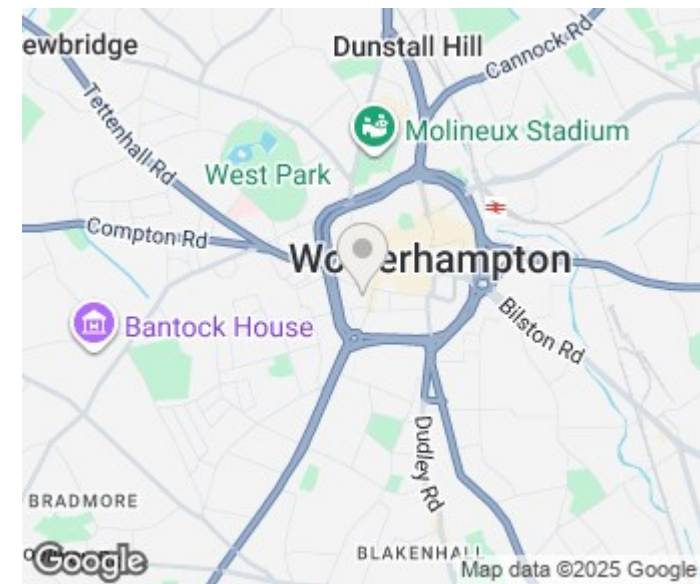 ewbridge
Dunstall Hill
Cannock Rd
Tettenhall Rd
Molineux Stadium
West Park
Compton Rd
Wo erhampton
Bantock House
Bilston Rd
Dudley Rd
BRADMORE
BLAKENHALL
Google
Map data ©2025 Google